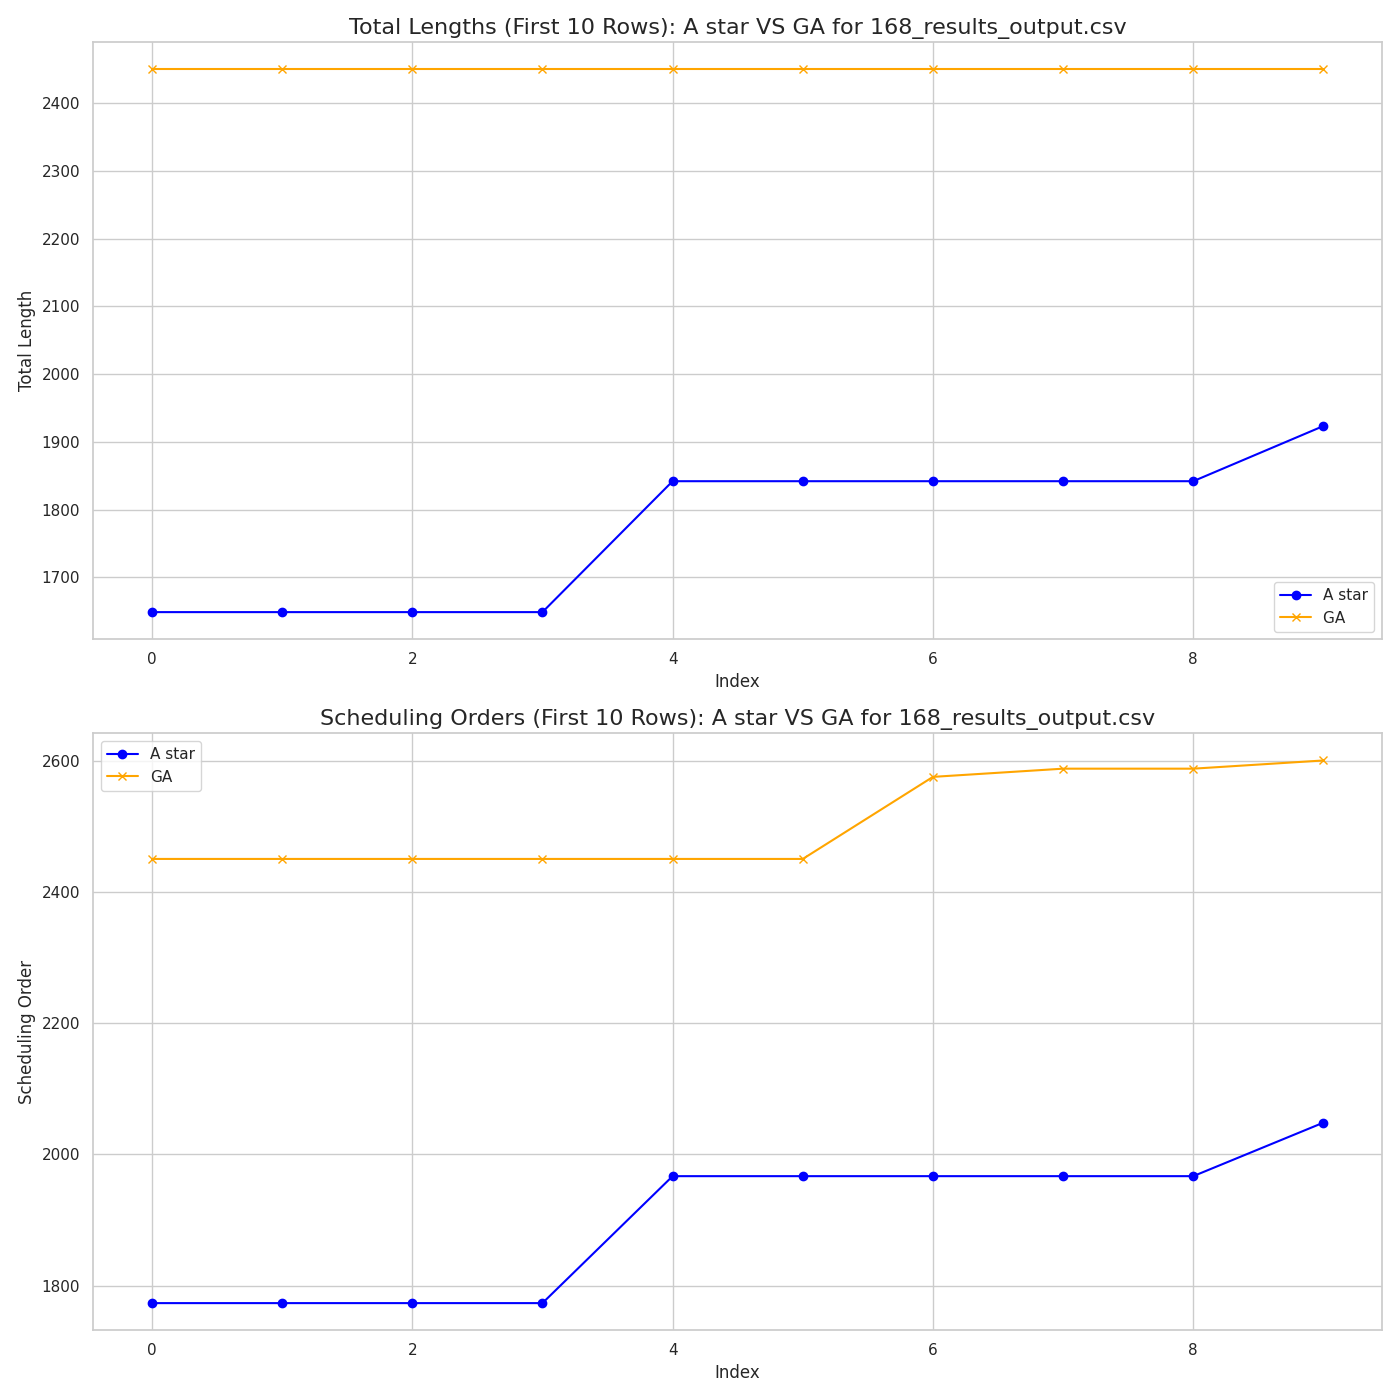 Total Lengths (First 10 Rows): A star VS GA for 168_results_output.csv
2400
2300
2200
2100
2000
1900
1800
1700
Total Length
A star
GA
0 2 4 6 8
Index
Scheduling Orders (First 10 Rows): A star VS GA for 168_results_output.csv
A star
GA
2600
2400
2200
2000
1800
Scheduling Order
0 2 4 6 8
Index